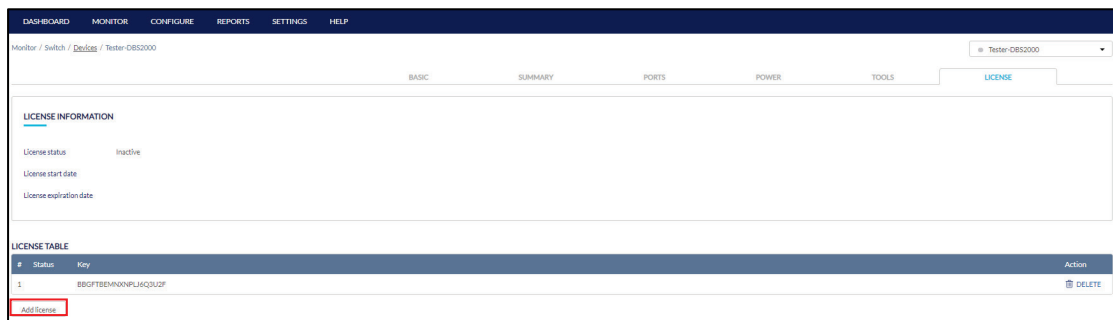 DASHBOARD MONITOR CONFIGURE REPORTS SETTINGS HELP
Monitor / Switch / Devices / Tester-DBS2000 Tester-DBS2000
BASIC SUMMARY PORTS POWER TOOLS LICENSE
LICENSE INFORMATION
License status Inactive
License start date
License expiration date
LICENSE TABLE
# Status Key Action
1 BBGFTBEMNXNPLJ6Q3U2F DELETE
Add license